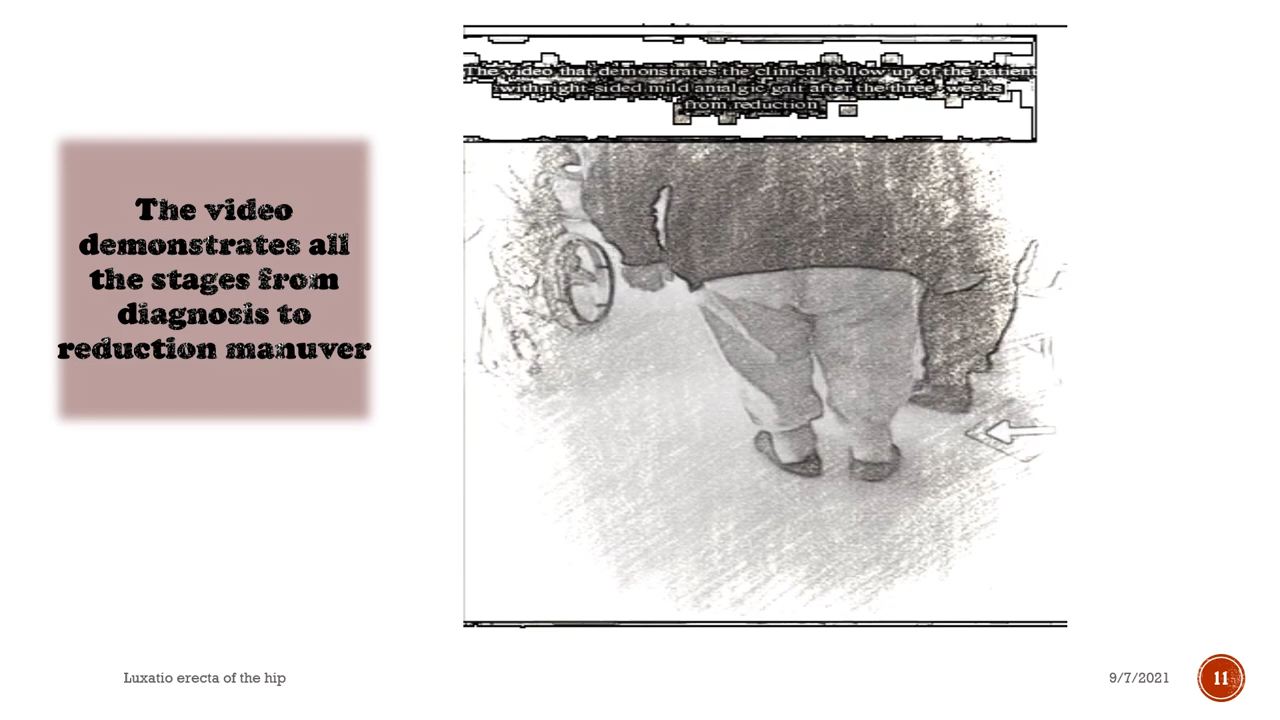 The video that demonstrates the clinical follow up of the patient
with right-sided mild antalgic gait after the three weeks
from reduction
The video
demonstrates all
the stages from
diagnosis to
reduction manuver
Luxatio erecta of the hip
9/7/2021
11